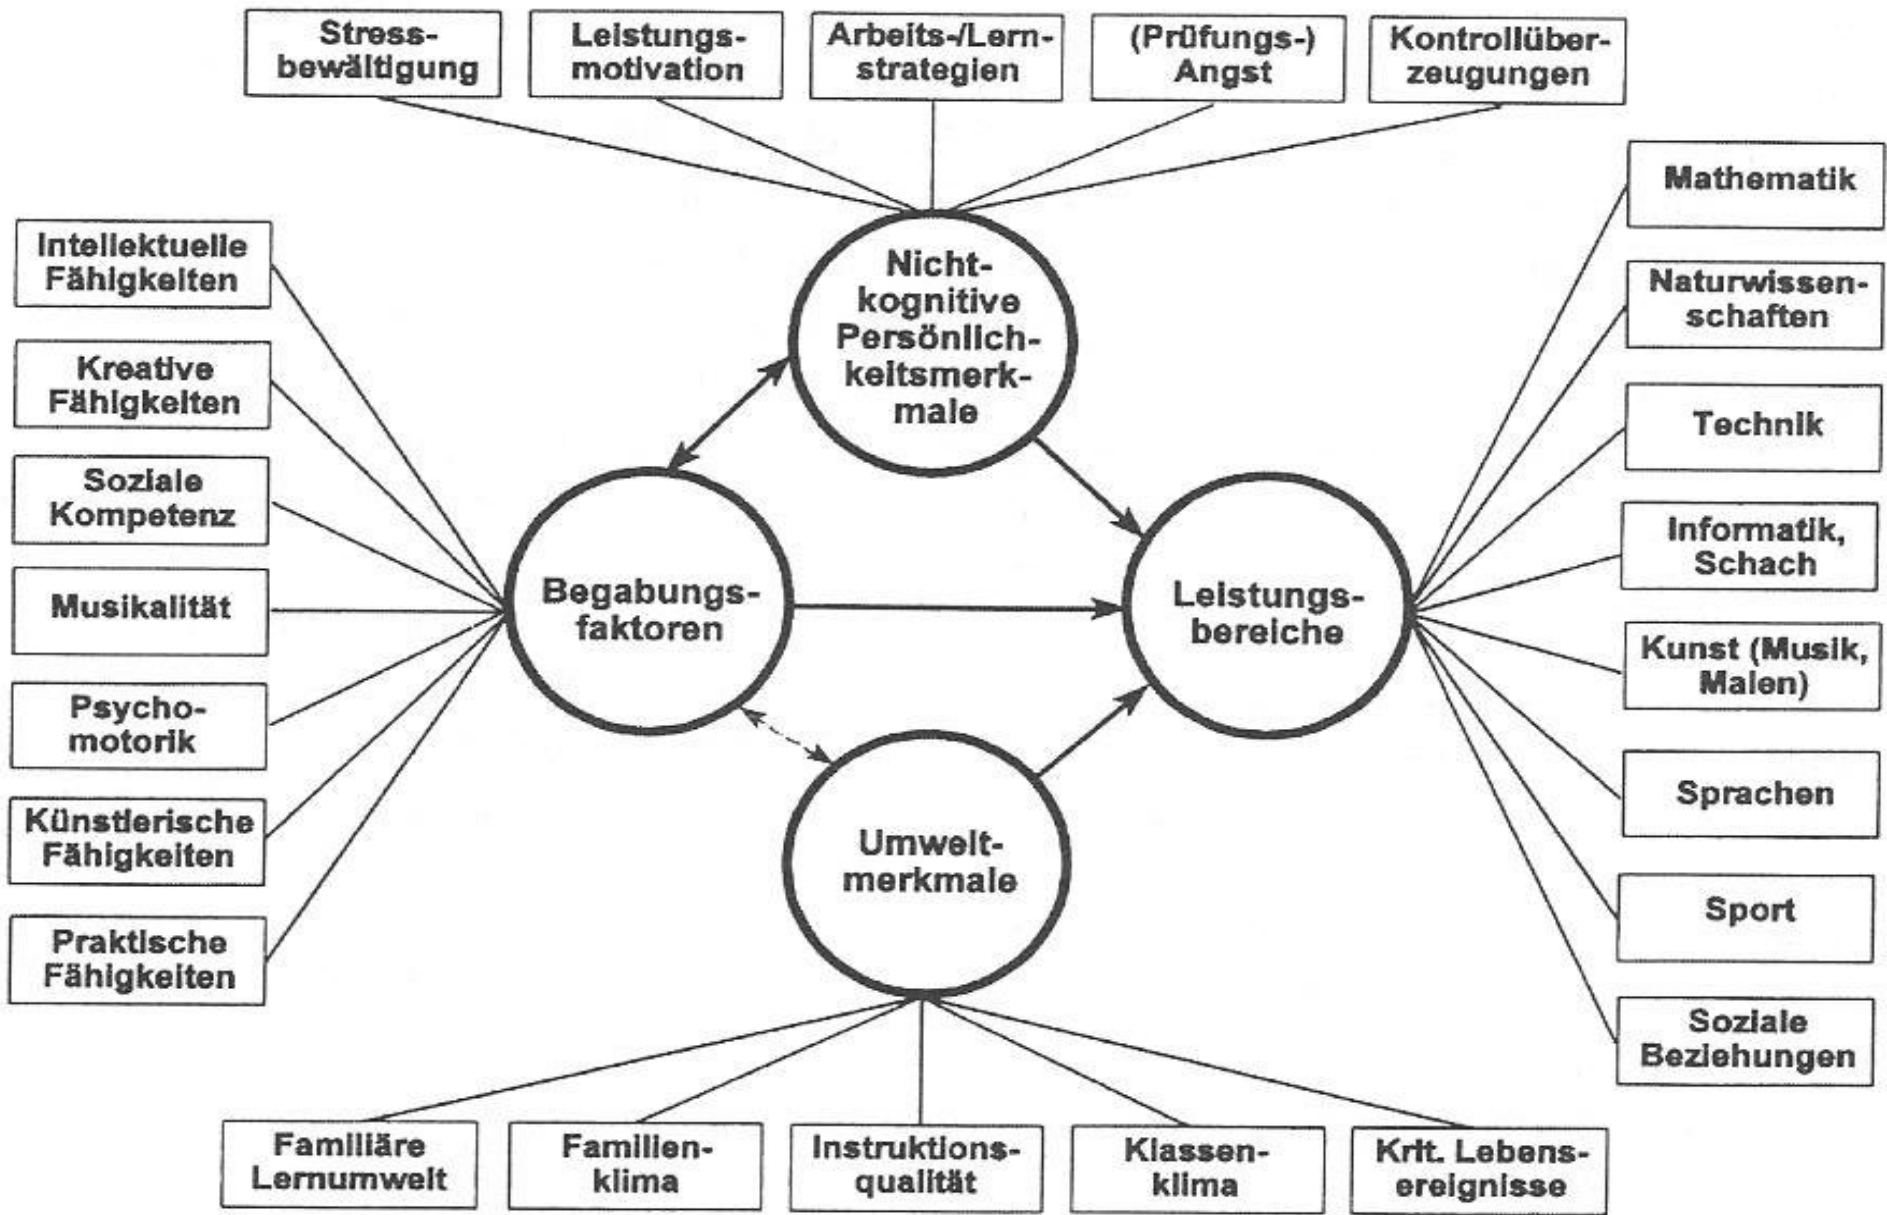 Stress-
bewältigung
Leistungs-
motivation
Arbeits-/Lern-
strategien
(Prüfungs-)
Angst
Kontrollüber-
zeugungen
Nicht-
kognitive
Persönlich-
keitsmerk-
male
Intellektuelle
Fähigkeiten
Kreative
Fähigkeiten
Soziale
Kompetenz
Musikalität
Psycho-
motorik
Künstlerische
Fähigkeiten
Praktische
Fähigkeiten
Begabungs-
faktoren
Leistungs-
bereiche
Umwelt-
merkmale
Mathematik
Naturwissen-
schaften
Technik
Informatik,
Schach
Kunst (Musik,
Malen)
Sprachen
Sport
Soziale
Beziehungen
Familiäre
Lernumwelt
Familien-
klima
Instruktions-
qualität
Klassen-
klima
Krit. Lebens-
ereignisse